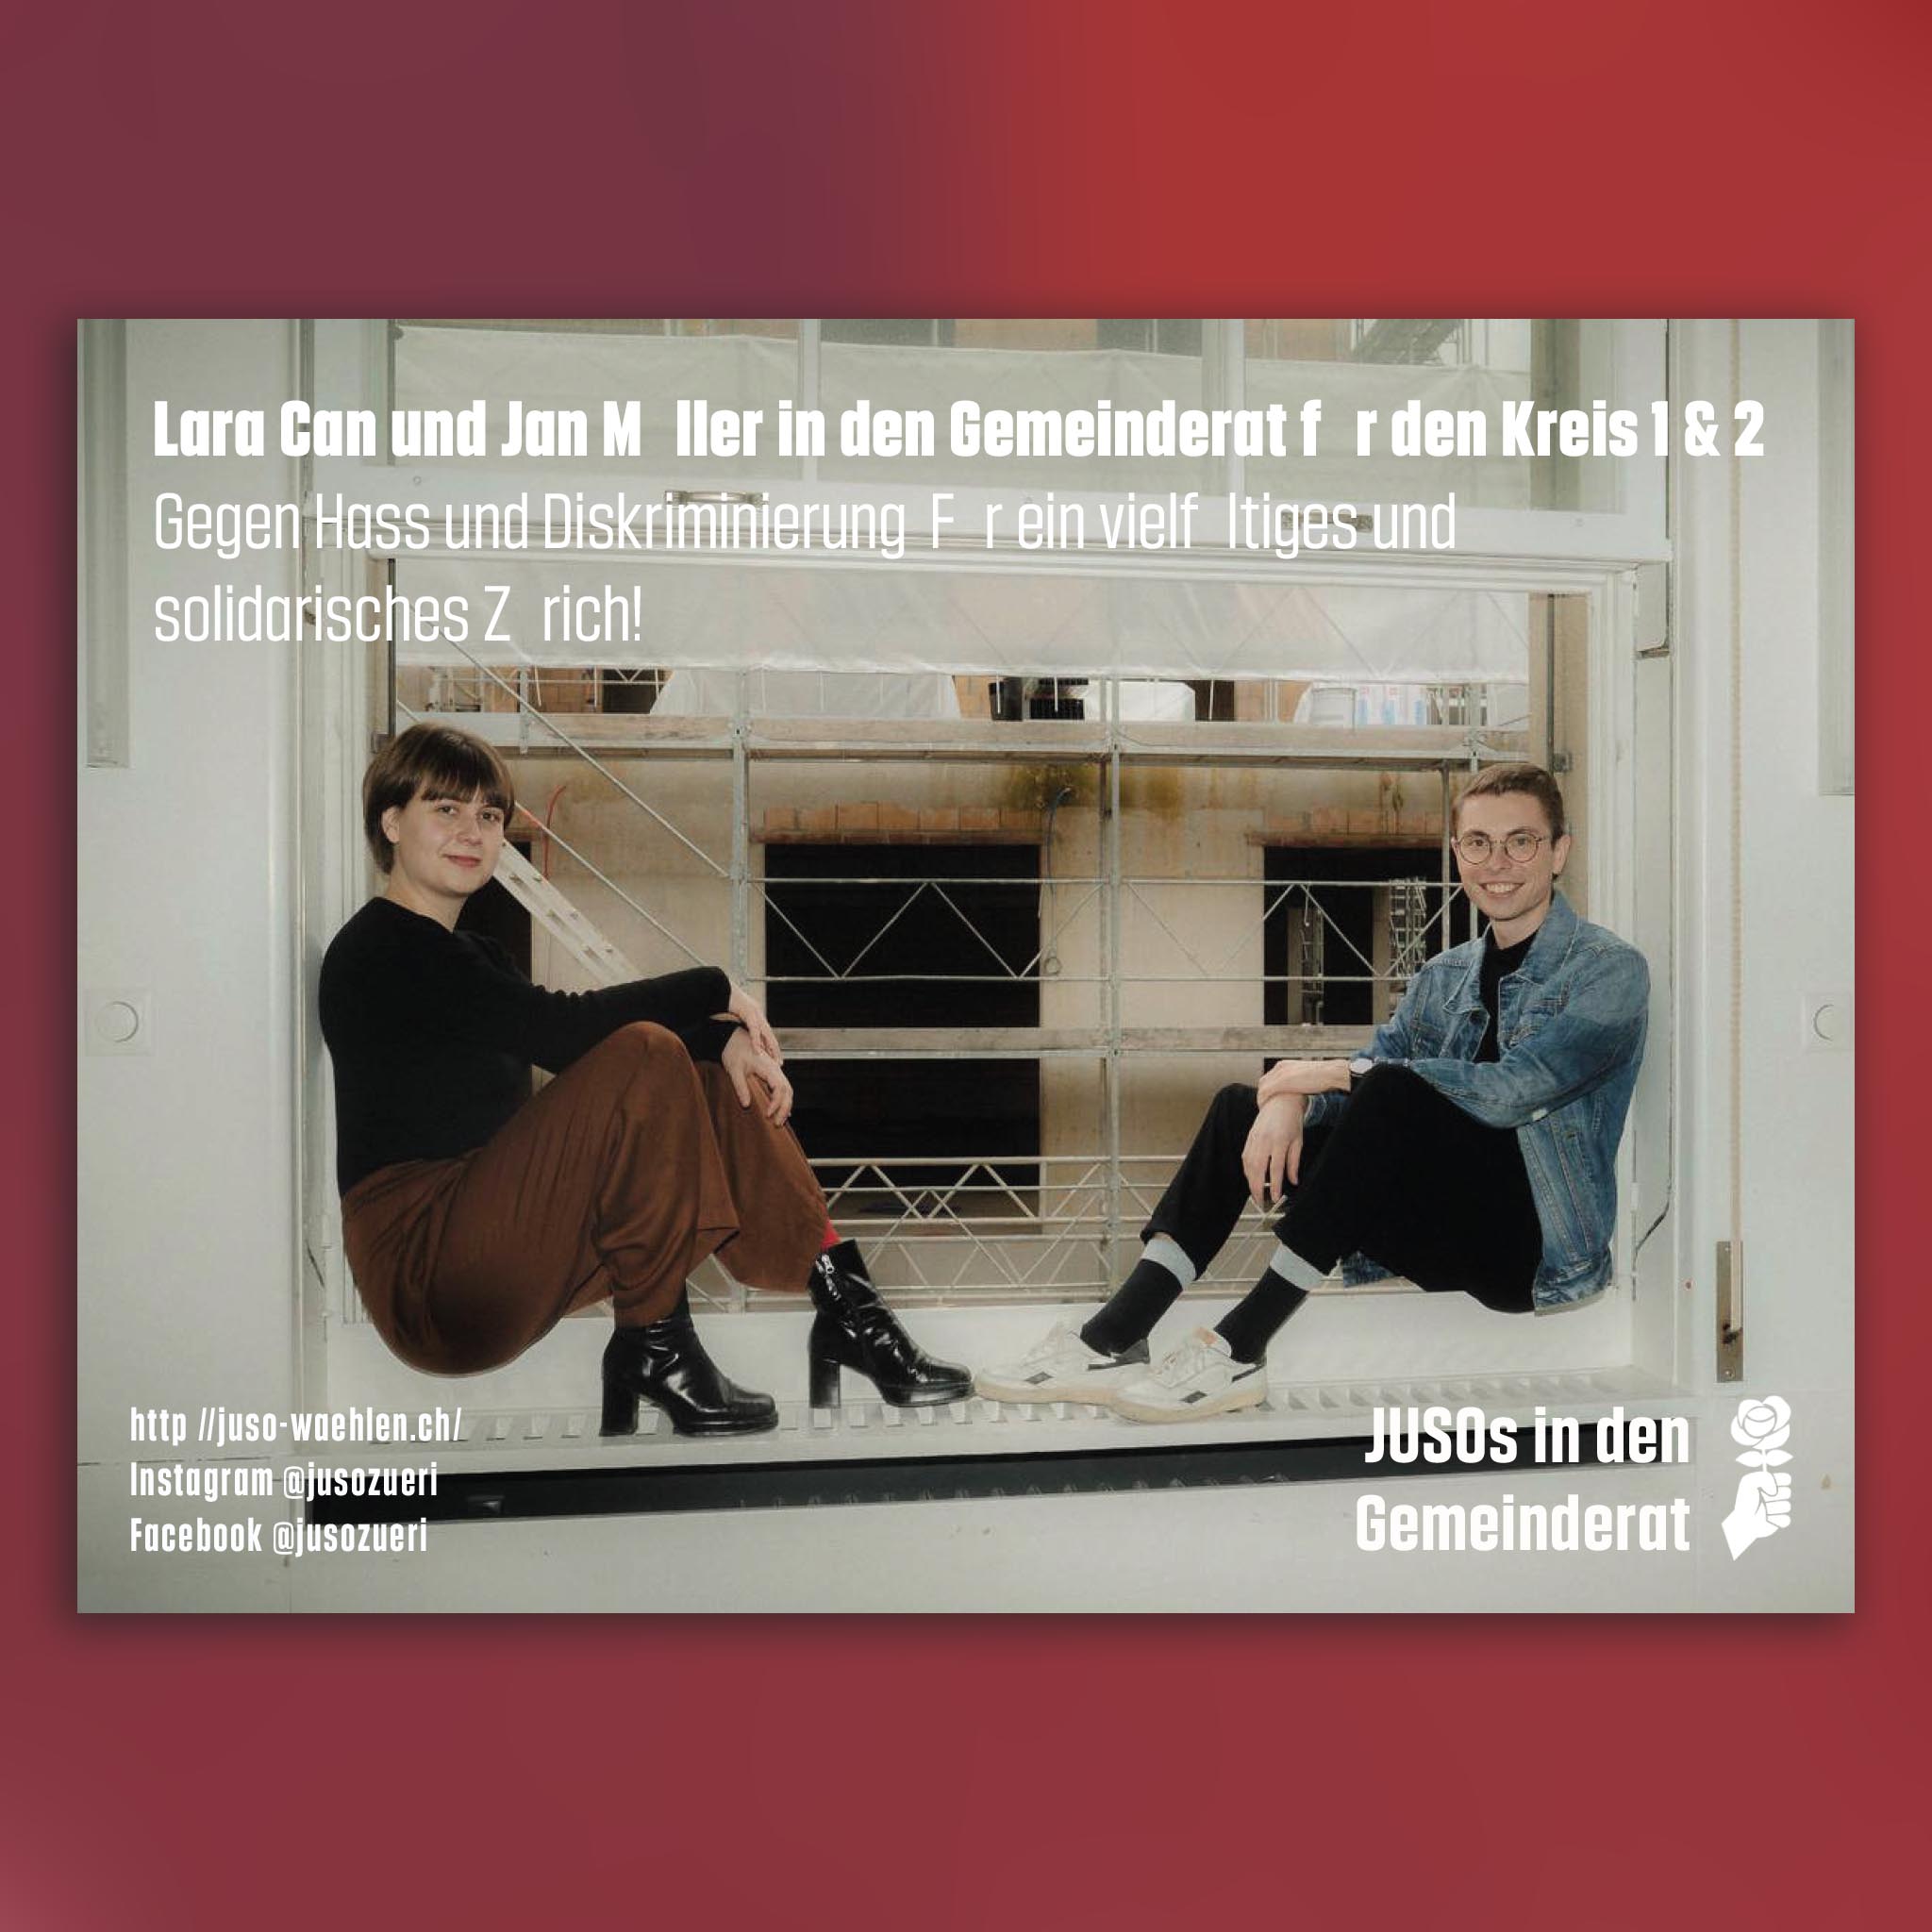 Lara Can und Jan M ller in den Gemeinderat f r den Kreis 1 & 2
Gegen Hass und Diskriminierung F r ein vielf ltiges und
solidarisches Z rich!
http //juso-waehlen.ch/
Instagram @jusozueri
Facebook @jusozueri
JUSOs in den
Gemeinderat